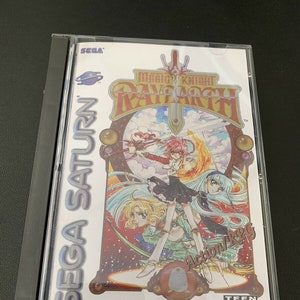 SEGA
MAGIC KNIGHT
RAYEARTH
SEGA SATURN
TEEN